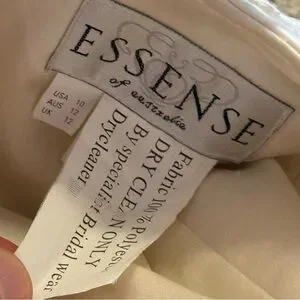 ESSENSE
of australia
USA 10
AUS 12
UK 12
Fabric 100% Polyester
DRY CLEAN ONLY
By specialist Bridal wear
Drycleaner